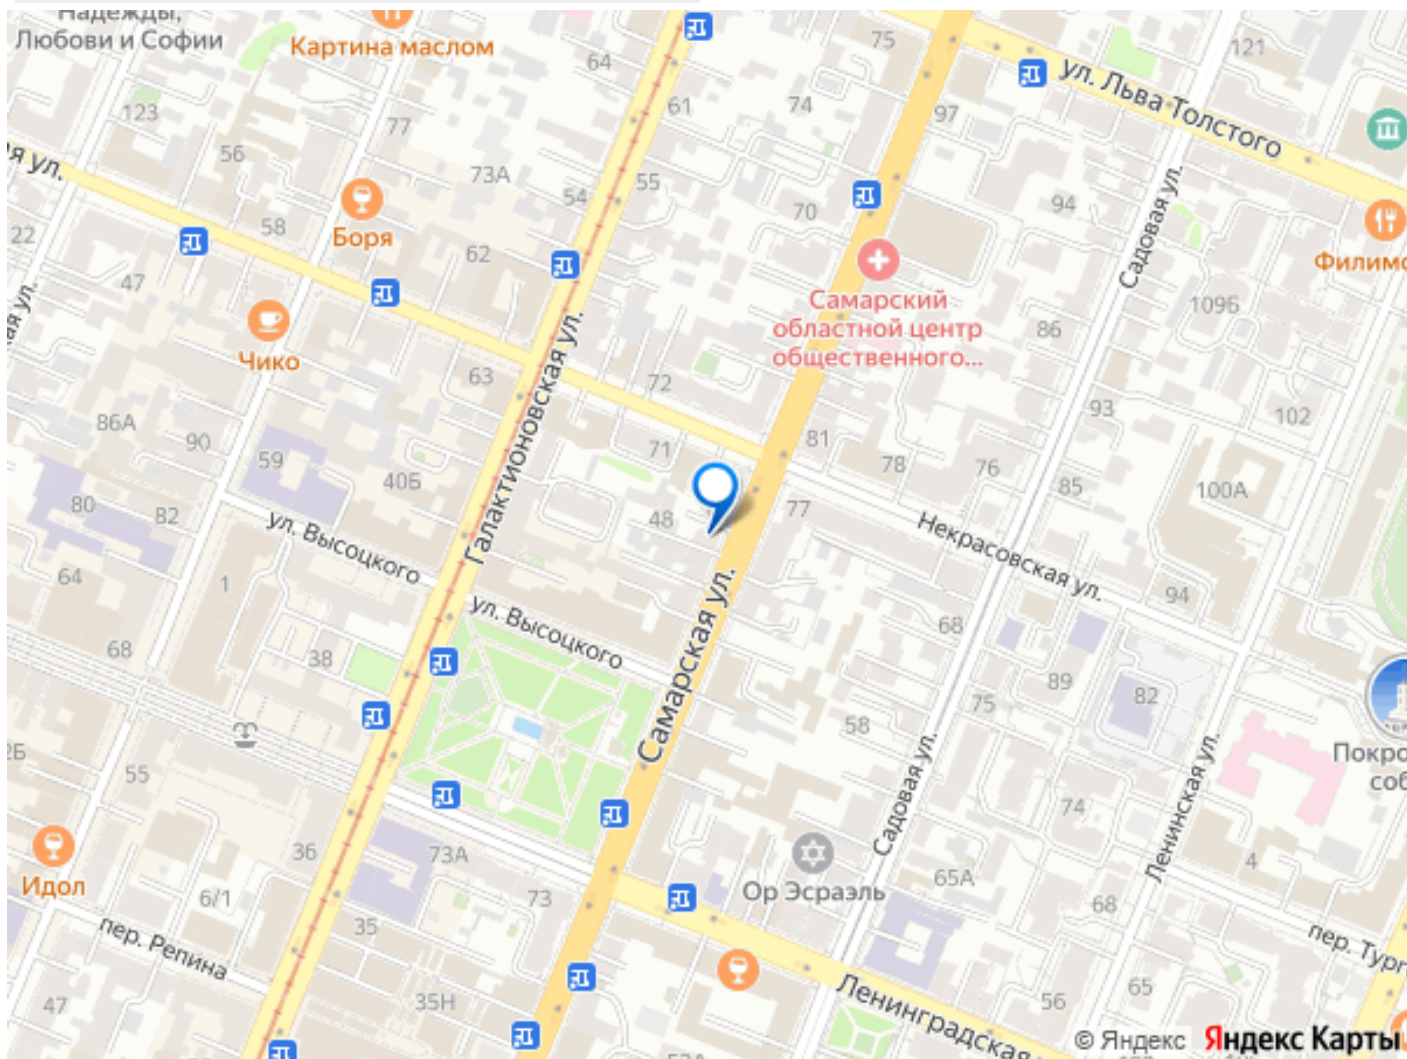 Надежды,
Любови и Софии
Картина маслом
64
75
121
ул. Льва Толстого
123
61
74
97
77
56
73А
54
55
ая ул.
58
Боря
62
70
94
Садовая ул.
22
47
Самарский
областной центр
общественного...
Филимо
109Б
86
ая ул.
Чико
63
72
Галактионовская ул.
86А
90
71
81
93
102
59
40Б
78
76
85
100А
80
82
48
77
ул. Высоцкого
Некрасовская ул.
64
1
ул. Высоцкого
94
68
38
68
Самарская ул.
89
82
75
58
2Б
55
Покро
соб
Садовая ул.
Ленинская ул.
74
36
73А
4
Идол
6/1
73
Ор Эсраэль
65А
68
35
пер. Репина
пер. Тург
47
35Н
Ленинградская
56
65
53А
© Яндекс Яндекс Карты